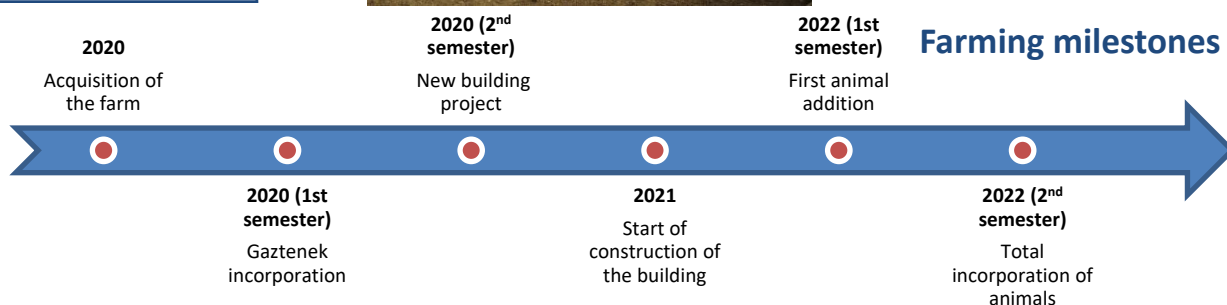 Farming milestones
2020
Acquisition of
the farm
2020 (1st
semester)
Gaztenek
incorporation
2020 (2nd
semester)
New building
project
2021
Start of
construction of
the building
2022 (1st
semester)
First animal
addition
2022 (2nd
semester)
Total
incorporation of
animals